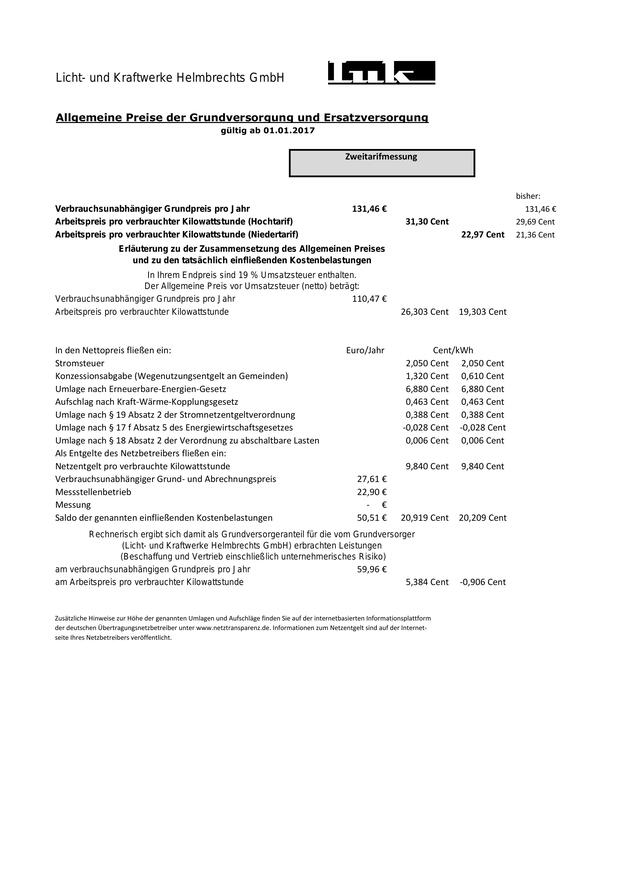 Licht- und Kraftwerke Helmbrechts GmbH
Allgemeine Preise der Grundversorgung und Ersatzversorgung
gültig ab 01.01.2017
Zweitarifmessung
bisher:
Verbrauchsunabhängiger Grundpreis pro Jahr 131,46 € 131,46 €
Arbeitspreis pro verbrauchter Kilowattstunde (Hochtarif) 31,30 Cent 29,69 Cent
Arbeitspreis pro verbrauchter Kilowattstunde (Niedertarif) 22,97 Cent 21,36 Cent
Erläuterung zu der Zusammensetzung des Allgemeinen Preises
und zu den tatsächlich einfließenden Kostenbelastungen
In Ihrem Endpreis sind 19 % Umsatzsteuer enthalten.
Der Allgemeine Preis vor Umsatzsteuer (netto) beträgt:
Verbrauchsunabhängiger Grundpreis pro Jahr 110,47 €
Arbeitspreis pro verbrauchter Kilowattstunde 26,303 Cent 19,303 Cent
In den Nettopreis fließen ein: Euro/Jahr Cent/kWh
Stromsteuer 2,050 Cent 2,050 Cent
Konzessionsabgabe (Wegenutzungsentgelt an Gemeinden) 1,320 Cent 0,610 Cent
Umlage nach Erneuerbare-Energien-Gesetz 6,880 Cent 6,880 Cent
Aufschlag nach Kraft-Wärme-Kopplungsgesetz 0,463 Cent 0,463 Cent
Umlage nach § 19 Absatz 2 der Stromnetzentgeltverordnung 0,388 Cent 0,388 Cent
Umlage nach § 17 f Absatz 5 des Energiewirtschaftsgesetzes -0,028 Cent -0,028 Cent
Umlage nach § 18 Absatz 2 der Verordnung zu abschaltbare Lasten 0,006 Cent 0,006 Cent
Als Entgelte des Netzbetreibers fließen ein:
Netzentgelt pro verbrauchte Kilowattstunde 9,840 Cent 9,840 Cent
Verbrauchsunabhängiger Grund- und Abrechnungspreis 27,61 €
Messstellenbetrieb 22,90 €
Messung - €
Saldo der genannten einfließenden Kostenbelastungen 50,51 € 20,919 Cent 20,209 Cent
Rechnerisch ergibt sich damit als Grundversorgeranteil für die vom Grundversorger
(Licht- und Kraftwerke Helmbrechts GmbH) erbrachten Leistungen
(Beschaffung und Vertrieb einschließlich unternehmerisches Risiko)
am verbrauchsunabhängigen Grundpreis pro Jahr 59,96 €
am Arbeitspreis pro verbrauchter Kilowattstunde 5,384 Cent -0,906 Cent
Zusätzliche Hinweise zur Höhe der genannten Umlagen und Aufschläge finden Sie auf der internetbasierten Informationsplattform
der deutschen Übertragungsnetzbetreiber unter www.netztransparenz.de. Informationen zum Netzentgelt sind auf der Internet-
seite Ihres Netzbetreibers veröffentlicht.